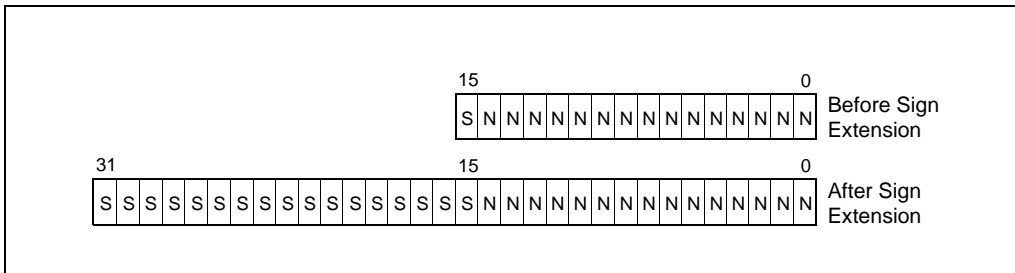 15 0
S N N N N N N N N N N N N N N N
Before Sign
Extension
31 15 0
S S S S S S S S S S S S S S S S S N N N N N N N N N N N N N N N
After Sign
Extension